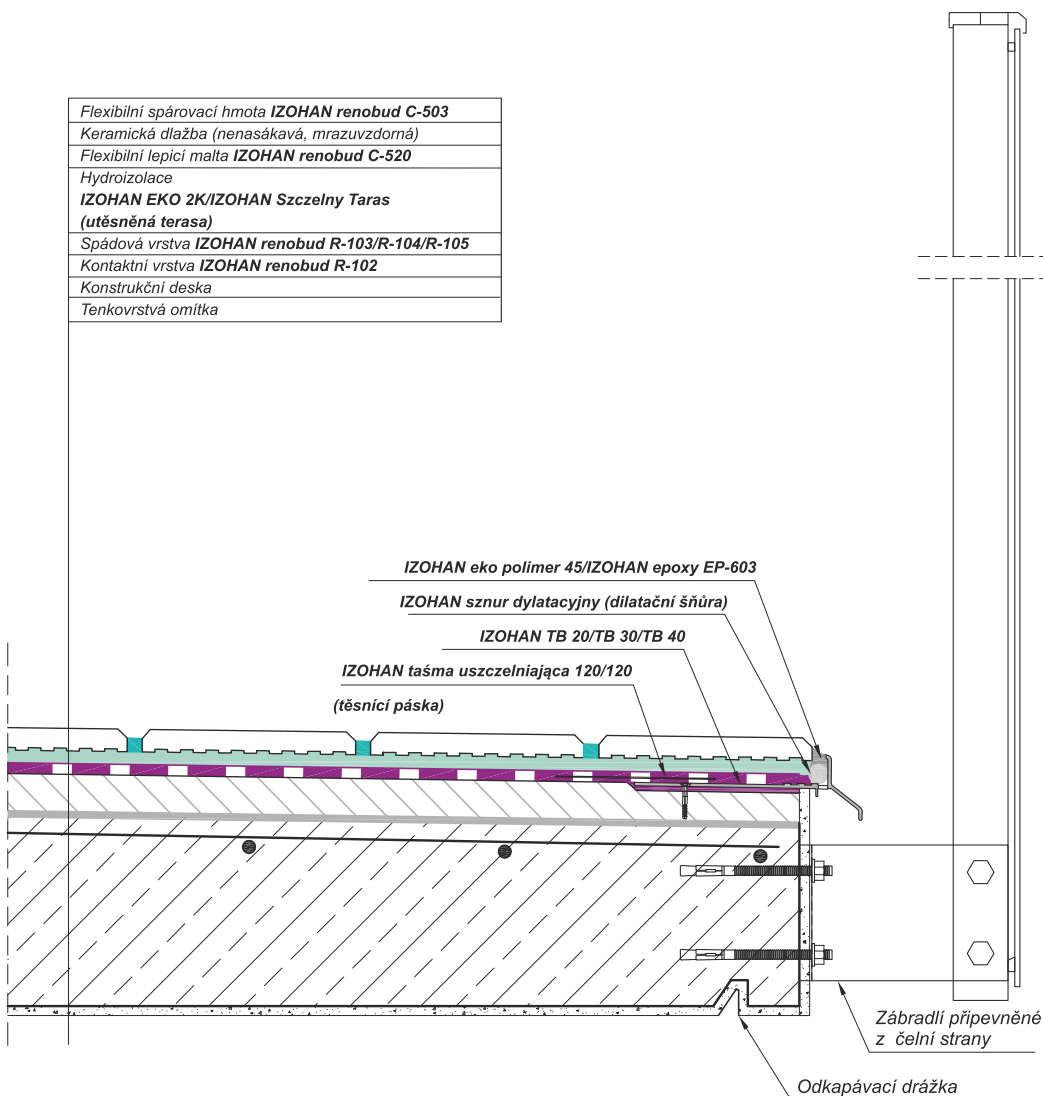 Flexibilní spárovací hmota IZOHAN renobud C-503
Keramická dlažba (nenasákavá, mrazuvzdorná)
Flexibilní lepicí malta IZOHAN renobud C-520
Hydroizolace
IZOHAN EKO 2K/IZOHAN Szczelny Taras
(utěsněná terasa)
Spádová vrstva IZOHAN renobud R-103/R-104/R-105
Kontaktní vrstva IZOHAN renobud R-102
Konstrukční deska
Tenkovrstvá omítka
IZOHAN eko polimer 45/IZOHAN epoxy EP-603
IZOHAN sznur dylatacyjny (dilatační šňůra)
IZOHAN TB 20/TB 30/TB 40
IZOHAN taśma uszczelniająca 120/120
(těsnící páska)
Zábradlí připevněné
z čelní strany
Odkapávací drážka